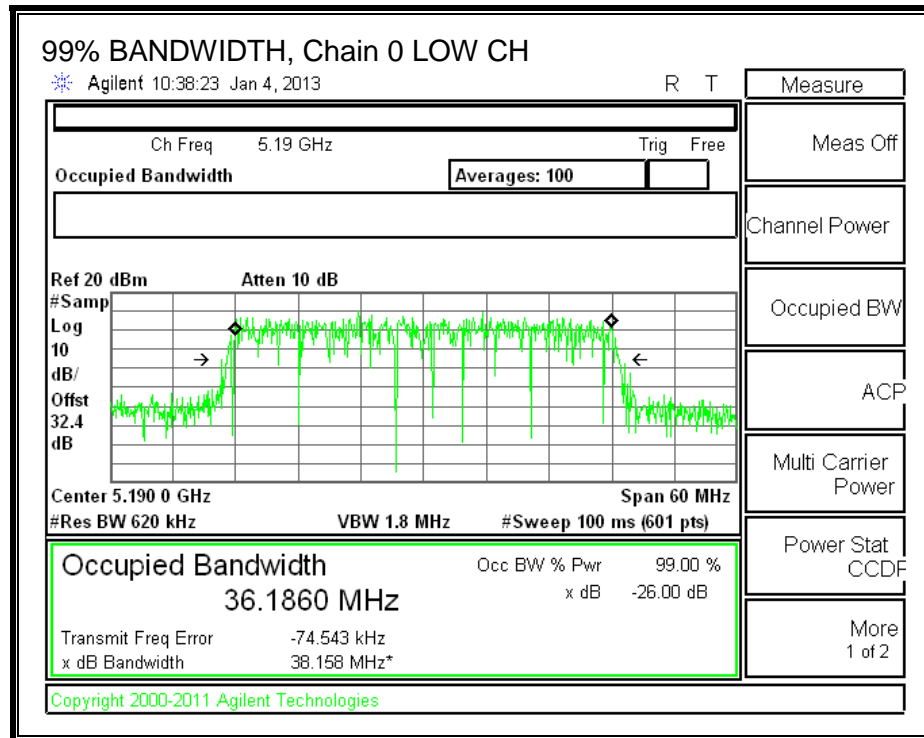 99% BANDWIDTH, Chain 0 LOW CH
Agilent 10:38:23 Jan 4, 2013 R T
Measure
Ch Freq 5.19 GHz Trig Free
Occupied Bandwidth Averages: 100
Meas Off
Channel Power
Occupied BW
ACP
Multi Carrier
Power
Power Stat
CCDF
More
1 of 2
Ref 20 dBm Atten 10 dB
#Samp
Log
10
dB/
Offst
32.4
dB
Center 5.190 0 GHz Span 60 MHz
#Res BW 620 kHz VBW 1.8 MHz #Sweep 100 ms (601 pts)
Occupied Bandwidth Occ BW % Pwr 99.00 %
36.1860 MHz x dB -26.00 dB
Transmit Freq Error -74.543 kHz
x dB Bandwidth 38.158 MHz*
Copyright 2000-2011 Agilent Technologies